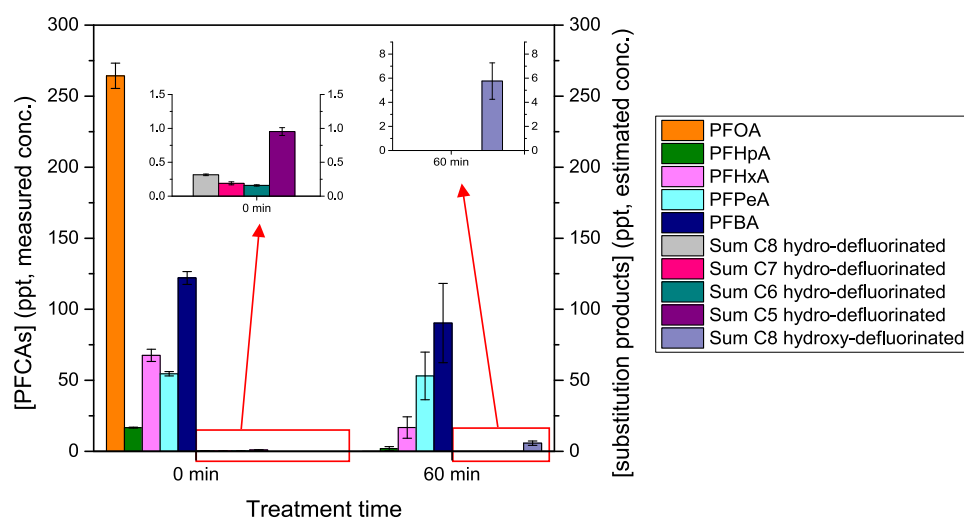 [PFCAs] (ppt, measured conc.)
300
250
200
150
100
50
0
1.5
1.0
0.5
0.0
1.5
1.0
0.5
0.0
0 min
8
6
4
2
0
8
6
4
2
0
60 min
300
250
200
150
100
50
0
[substitution products] (ppt, estimated conc.)
0 min
60 min
Treatment time
PFOA
PFHpA
PFHxA
PFPeA
PFBA
Sum C8 hydro-defluorinated
Sum C7 hydro-defluorinated
Sum C6 hydro-defluorinated
Sum C5 hydro-defluorinated
Sum C8 hydroxy-defluorinated